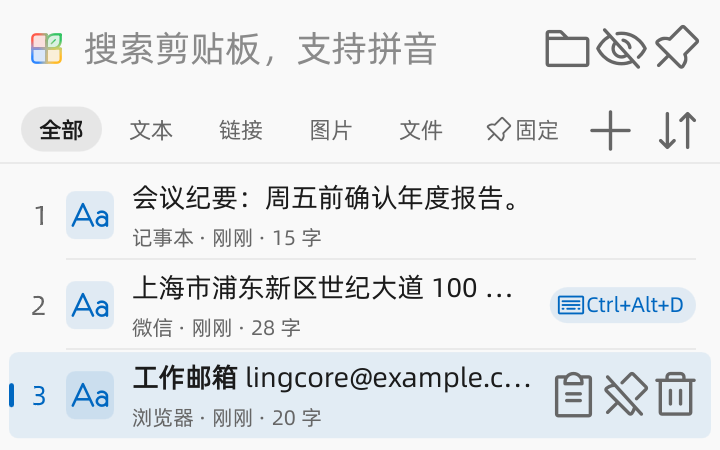 搜索剪贴板，支持拼音
全部 文本 链接 图片 文件 固定
1 Aa 会议纪要：周五前确认年度报告。
记事本 · 刚刚 · 15 字
2 Aa 上海市浦东新区世纪大道 100 … Ctrl+Alt+D
微信 · 刚刚 · 28 字
3 Aa 工作邮箱 lingcore@example.c…
浏览器 · 刚刚 · 20 字